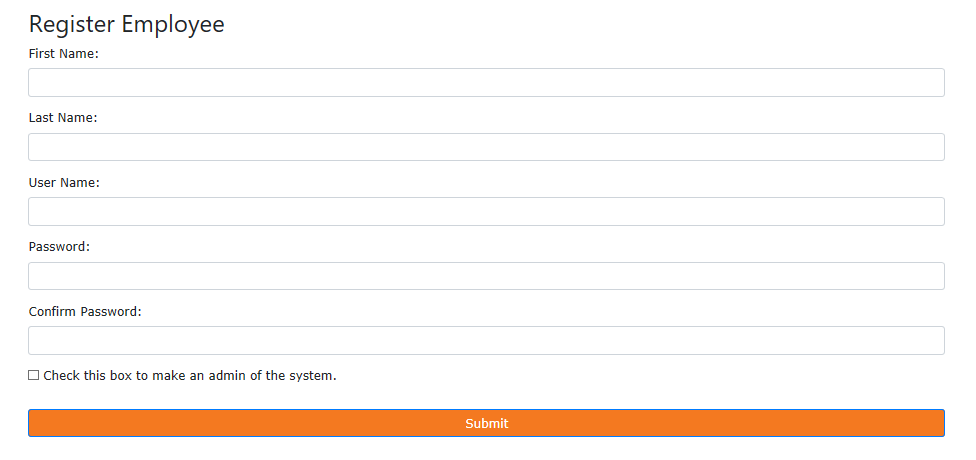 Register Employee
First Name:
Last Name:
User Name:
Password:
Confirm Password:
Check this box to make an admin of the system.
Submit